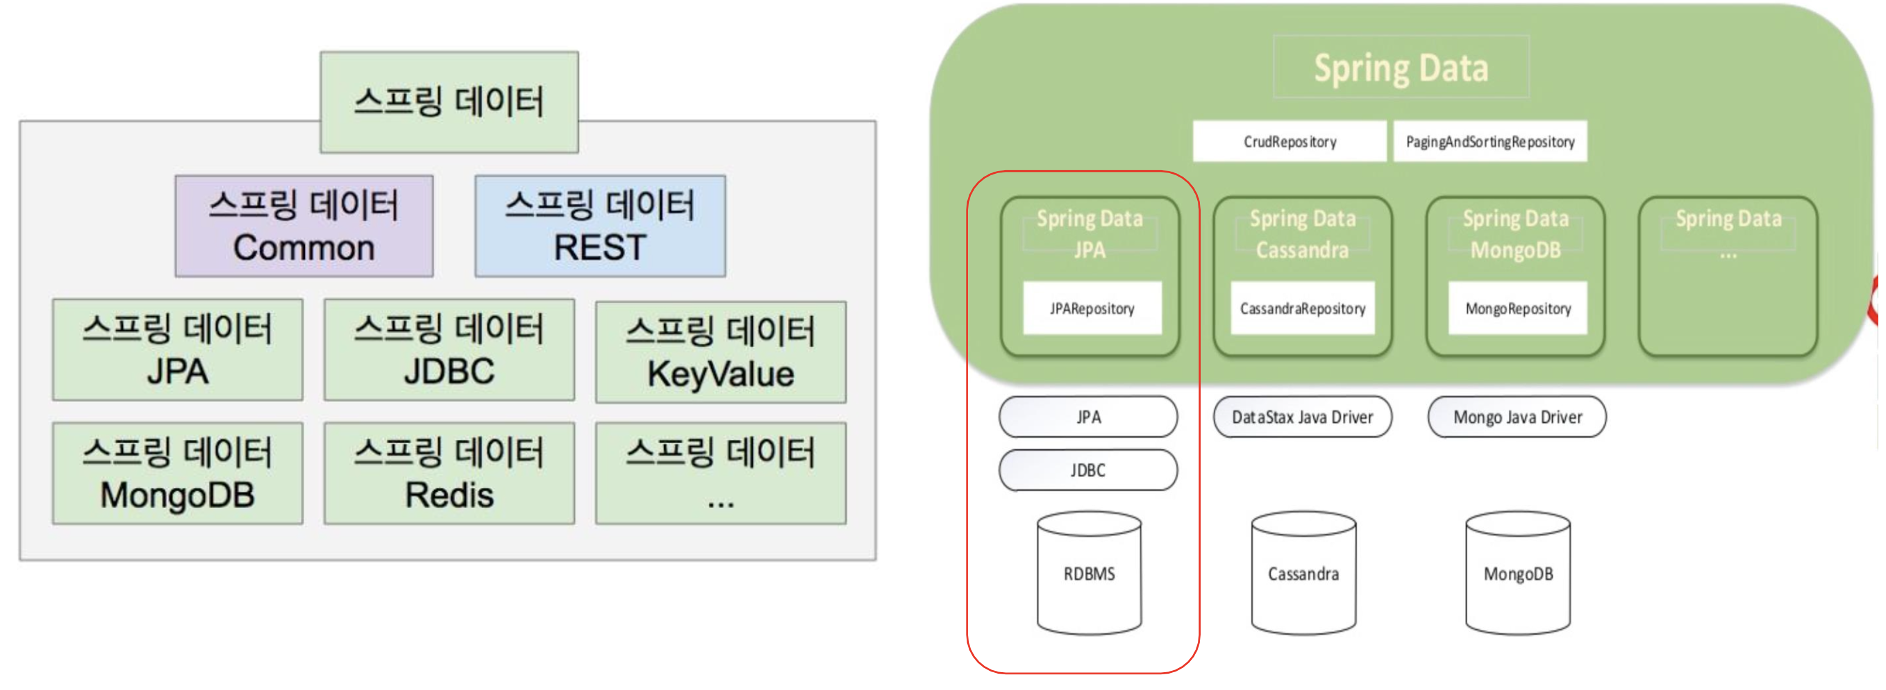 스프링 데이터
스프링 데이터
Common
스프링 데이터
REST
스프링 데이터
JPA
스프링 데이터
JDBC
스프링 데이터
KeyValue
스프링 데이터
MongoDB
스프링 데이터
Redis
스프링 데이터
...
Spring Data
CrudRepository
PagingAndSortingRepository
Spring Data
JPA
JPARepository
Spring Data
Cassandra
CassandraRepository
Spring Data
MongoDB
MongoRepository
Spring Data
...
JPA
DataStax Java Driver
Mongo Java Driver
JDBC
RDBMS
Cassandra
MongoDB